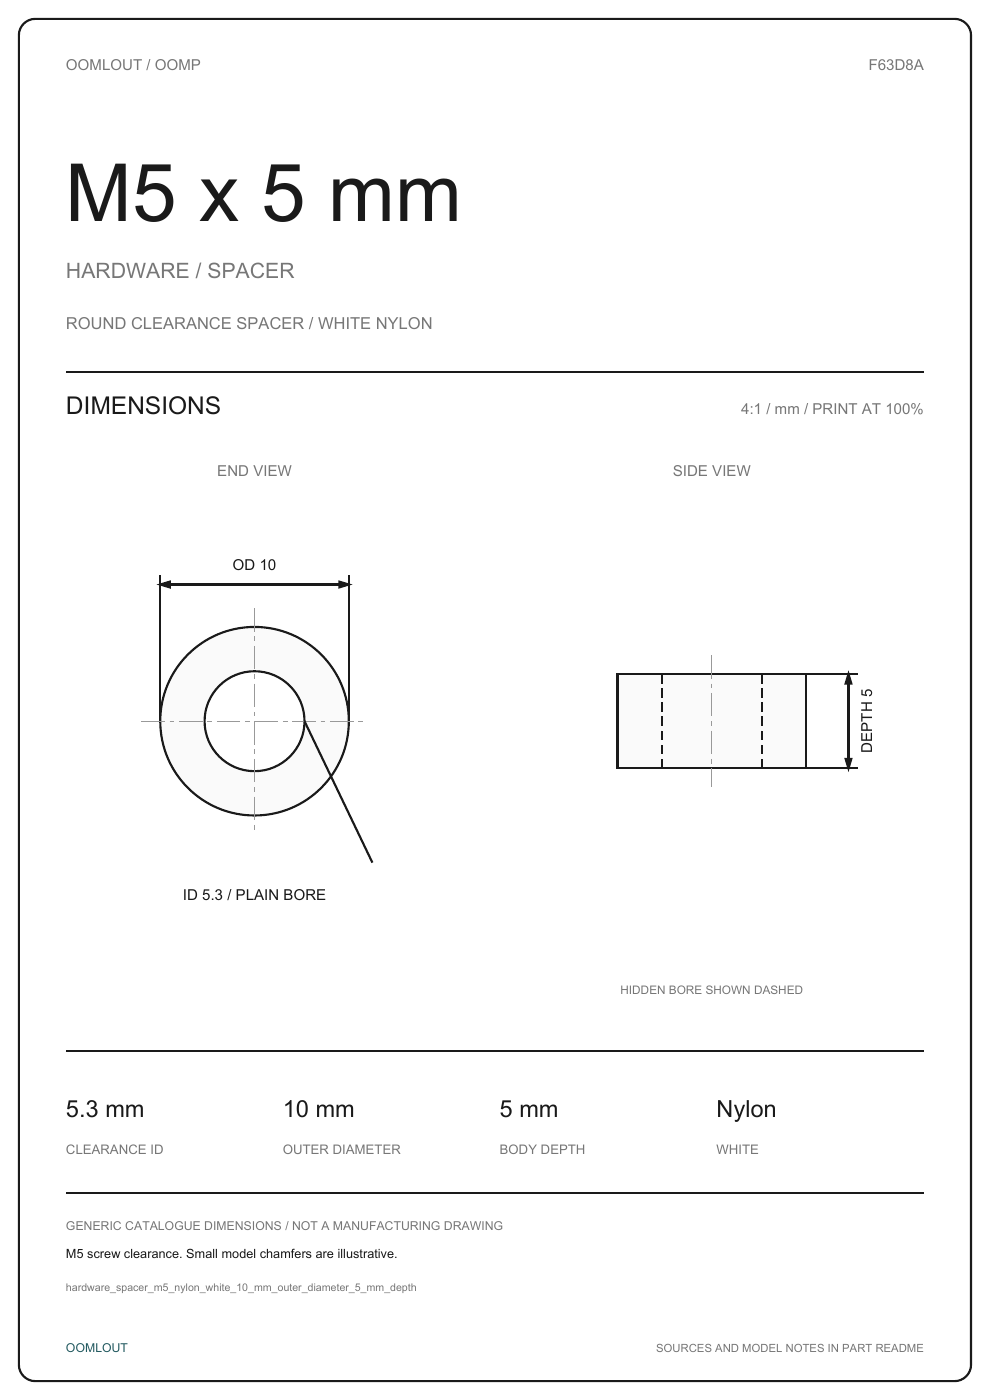 OOMLOUT / OOMP F63D8A
M5 x 5 mm
HARDWARE / SPACER
ROUND CLEARANCE SPACER / WHITE NYLON
DIMENSIONS 4:1 / mm / PRINT AT 100%
END VIEW SIDE VIEW
OD 10
DEPTH 5
ID 5.3 / PLAIN BORE
HIDDEN BORE SHOWN DASHED
5.3 mm 10 mm 5 mm Nylon
CLEARANCE ID OUTER DIAMETER BODY DEPTH WHITE
GENERIC CATALOGUE DIMENSIONS / NOT A MANUFACTURING DRAWING
M5 screw clearance. Small model chamfers are illustrative.
hardware_spacer_m5_nylon_white_10_mm_outer_diameter_5_mm_depth
OOMLOUT SOURCES AND MODEL NOTES IN PART README